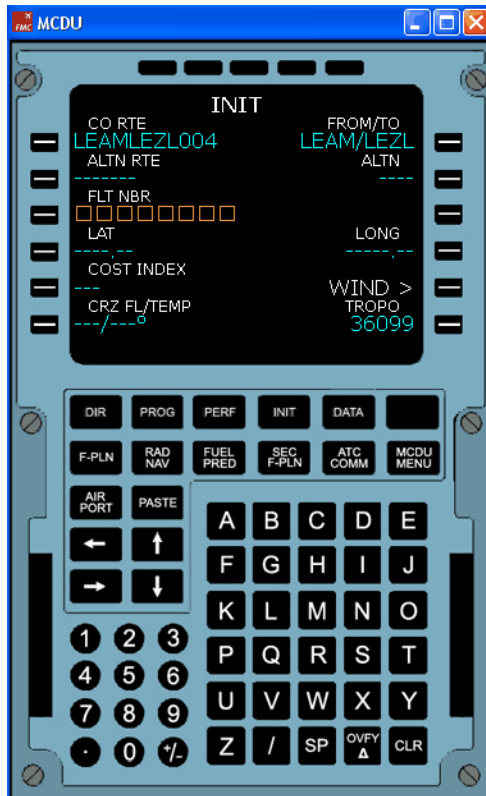 FMC MCDU
INIT
CO RTE FROM/TO
LEAMLEZL004 LEAM/LEZL
ALTN RTE ALTN
------- ----
FLT NBR
□□□□□□□□
LAT LONG
----.-- -----.--
COST INDEX
--- WIND >
CRZ FL/TEMP TROPO
---/---° 36099
DIR PROG PERF INIT DATA
F-PLN RAD NAV FUEL PRED SEC F-PLN ATC COMM MCDU MENU
AIR PORT PASTE
A B C D E
← ↑
F G H I J
→ ↓
K L M N O
1 2 3
P Q R S T
4 5 6
U V W X Y
7 8 9
Z / SP OVFY Δ CLR
. 0 +/-